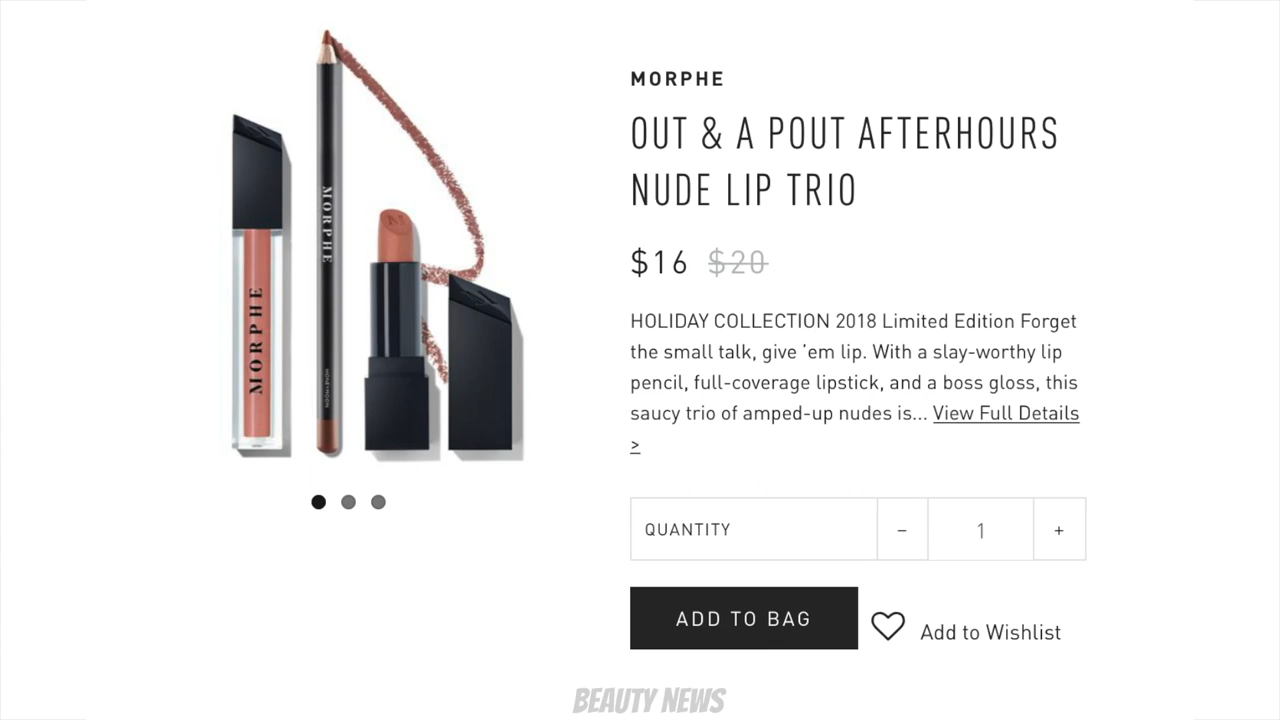 MORPHE
OUT & A POUT AFTERHOURS
NUDE LIP TRIO
$16 $20
HOLIDAY COLLECTION 2018 Limited Edition Forget
the small talk, give 'em lip. With a slay-worthy lip
pencil, full-coverage lipstick, and a boss gloss, this
saucy trio of amped-up nudes is... View Full Details
>
QUANTITY − 1 +
ADD TO BAG Add to Wishlist
MORPHE
MORPHE
M
BEAUTY NEWS